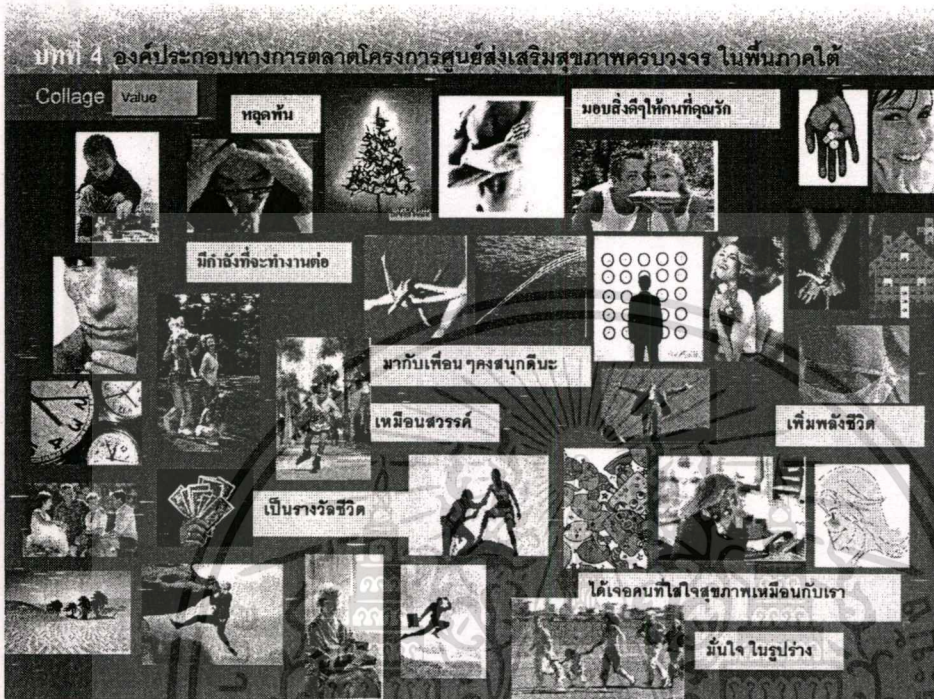 บทที่ 4 องค์ประกอบทางการตลาดโครงการศูนย์ส่งเสริมสุขภาพครบวงจร ในพื้นภาคใต้
Collage Value
หลุดพ้น
มอบสิ่งดีๆให้คนที่คุณรัก
มีกำลังที่จะทำงานต่อ
มากับเพื่อน ๆคงสนุกดีนะ
เหมือนสวรรค์
เพิ่มพลังชีวิต
เป็นรางวัลชีวิต
ได้เจอคนที่ใส่ใจสุขภาพเหมือนกับเรา
มั่นใจ ในรูปร่าง